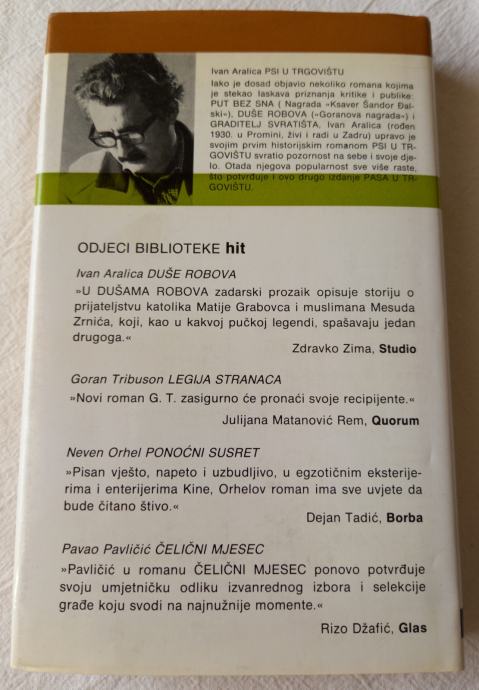 Ivan Aralica PSI U TRGOVIŠTU
Iako je dosad objavio nekoliko romana kojima
je stekao laskava priznanja kritike i publike:
PUT BEZ SNA ( Nagrada »Ksaver Šandor Đal-
ski«), DUŠE ROBOVA (»Goranova nagrada«) i
GRADITELJ SVRATIŠTA, Ivan Aralica (rođen
1930. u Promini, živi i radi u Zadru) upravo je
svojim prvim historijskim romanom PSI U TR-
GOVIŠTU svratio pozornost na sebe i svoje dje-
lo. Otada njegova popularnost sve više raste,
što potvrđuje i ovo drugo izdanje PASA U TR-
GOVIŠTU.
ODJECI BIBLIOTEKE hit
Ivan Aralica DUŠE ROBOVA
»U DUŠAMA ROBOVA zadarski prozaik opisuje storiju o
prijateljstvu katolika Matije Grabovca i muslimana Mesuda
Zrnića, koji, kao u kakvoj pučkoj legendi, spašavaju jedan
drugoga.«
Zdravko Zima, Studio
Goran Tribuson LEGIJA STRANACA
»Novi roman G. T. zasigurno će pronaći svoje recipijente.«
Julijana Matanović Rem, Quorum
Neven Orhel PONOĆNI SUSRET
»Pisan vješto, napeto i uzbudljivo, u egzotičnim eksterije-
rima i enterijerima Kine, Orhelov roman ima sve uvjete da
bude čitano štivo.«
Dejan Tadić, Borba
Pavao Pavličić ČELIČNI MJESEC
»Pavličić u romanu ČELIČNI MJESEC ponovo potvrđuje
svoju umjetničku odliku izvanrednog izbora i selekcije
građe koju svodi na najnužnije momente.«
Rizo Džafić, Glas